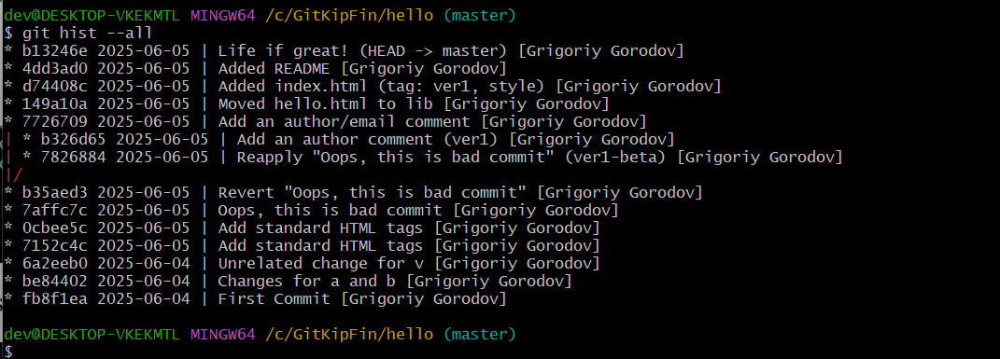 dev@DESKTOP-VKEKMTL MINGW64 /c/GitKipFin/hello (master)
$ git hist --all
* b13246e 2025-06-05 | Life if great! (HEAD -> master) [Grigoriy Gorodov]
* 4dd3ad0 2025-06-05 | Added README [Grigoriy Gorodov]
* d74408c 2025-06-05 | Added index.html (tag: ver1, style) [Grigoriy Gorodov]
* 149a10a 2025-06-05 | Moved hello.html to lib [Grigoriy Gorodov]
* 7726709 2025-06-05 | Add an author/email comment [Grigoriy Gorodov]
| * b326d65 2025-06-05 | Add an author comment (ver1) [Grigoriy Gorodov]
| * 7826884 2025-06-05 | Reapply "Oops, this is bad commit" (ver1-beta) [Grigoriy Gorodov]
|/
* b35aed3 2025-06-05 | Revert "Oops, this is bad commit" [Grigoriy Gorodov]
* 7affc7c 2025-06-05 | Oops, this is bad commit [Grigoriy Gorodov]
* 0cbee5c 2025-06-05 | Add standard HTML tags [Grigoriy Gorodov]
* 7152c4c 2025-06-05 | Add standard HTML tags [Grigoriy Gorodov]
* 6a2eeb0 2025-06-04 | Unrelated change for v [Grigoriy Gorodov]
* be84402 2025-06-04 | Changes for a and b [Grigoriy Gorodov]
* fb8f1ea 2025-06-04 | First Commit [Grigoriy Gorodov]
dev@DESKTOP-VKEKMTL MINGW64 /c/GitKipFin/hello (master)
$